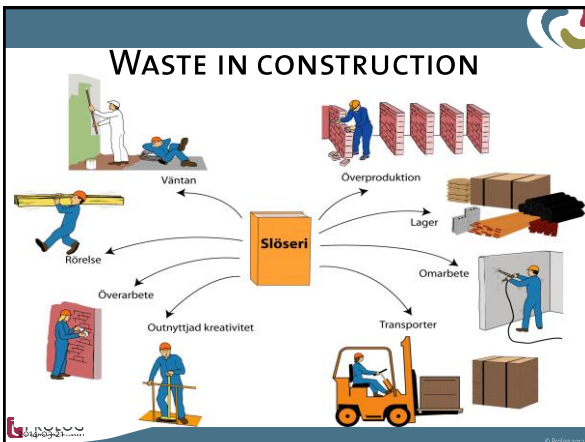 WASTE IN CONSTRUCTION
Väntan
Överproduktion
Lager
Slöseri
Rörelse
Omarbete
Överarbete
Outnyttjad kreativitet
Transporter